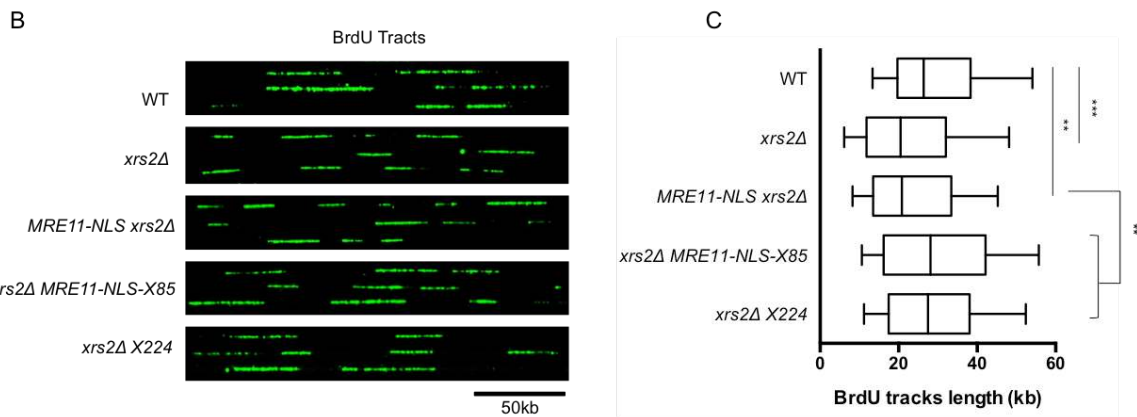 B
BrdU Tracts
WT
xrs2Δ
MRE11-NLS xrs2Δ
rs2Δ MRE11-NLS-X85
xrs2Δ X224
50kb
C
WT
xrs2Δ
MRE11-NLS xrs2Δ
xrs2Δ MRE11-NLS-X85
xrs2Δ X224
***
**
**
0 20 40 60
BrdU tracks length (kb)